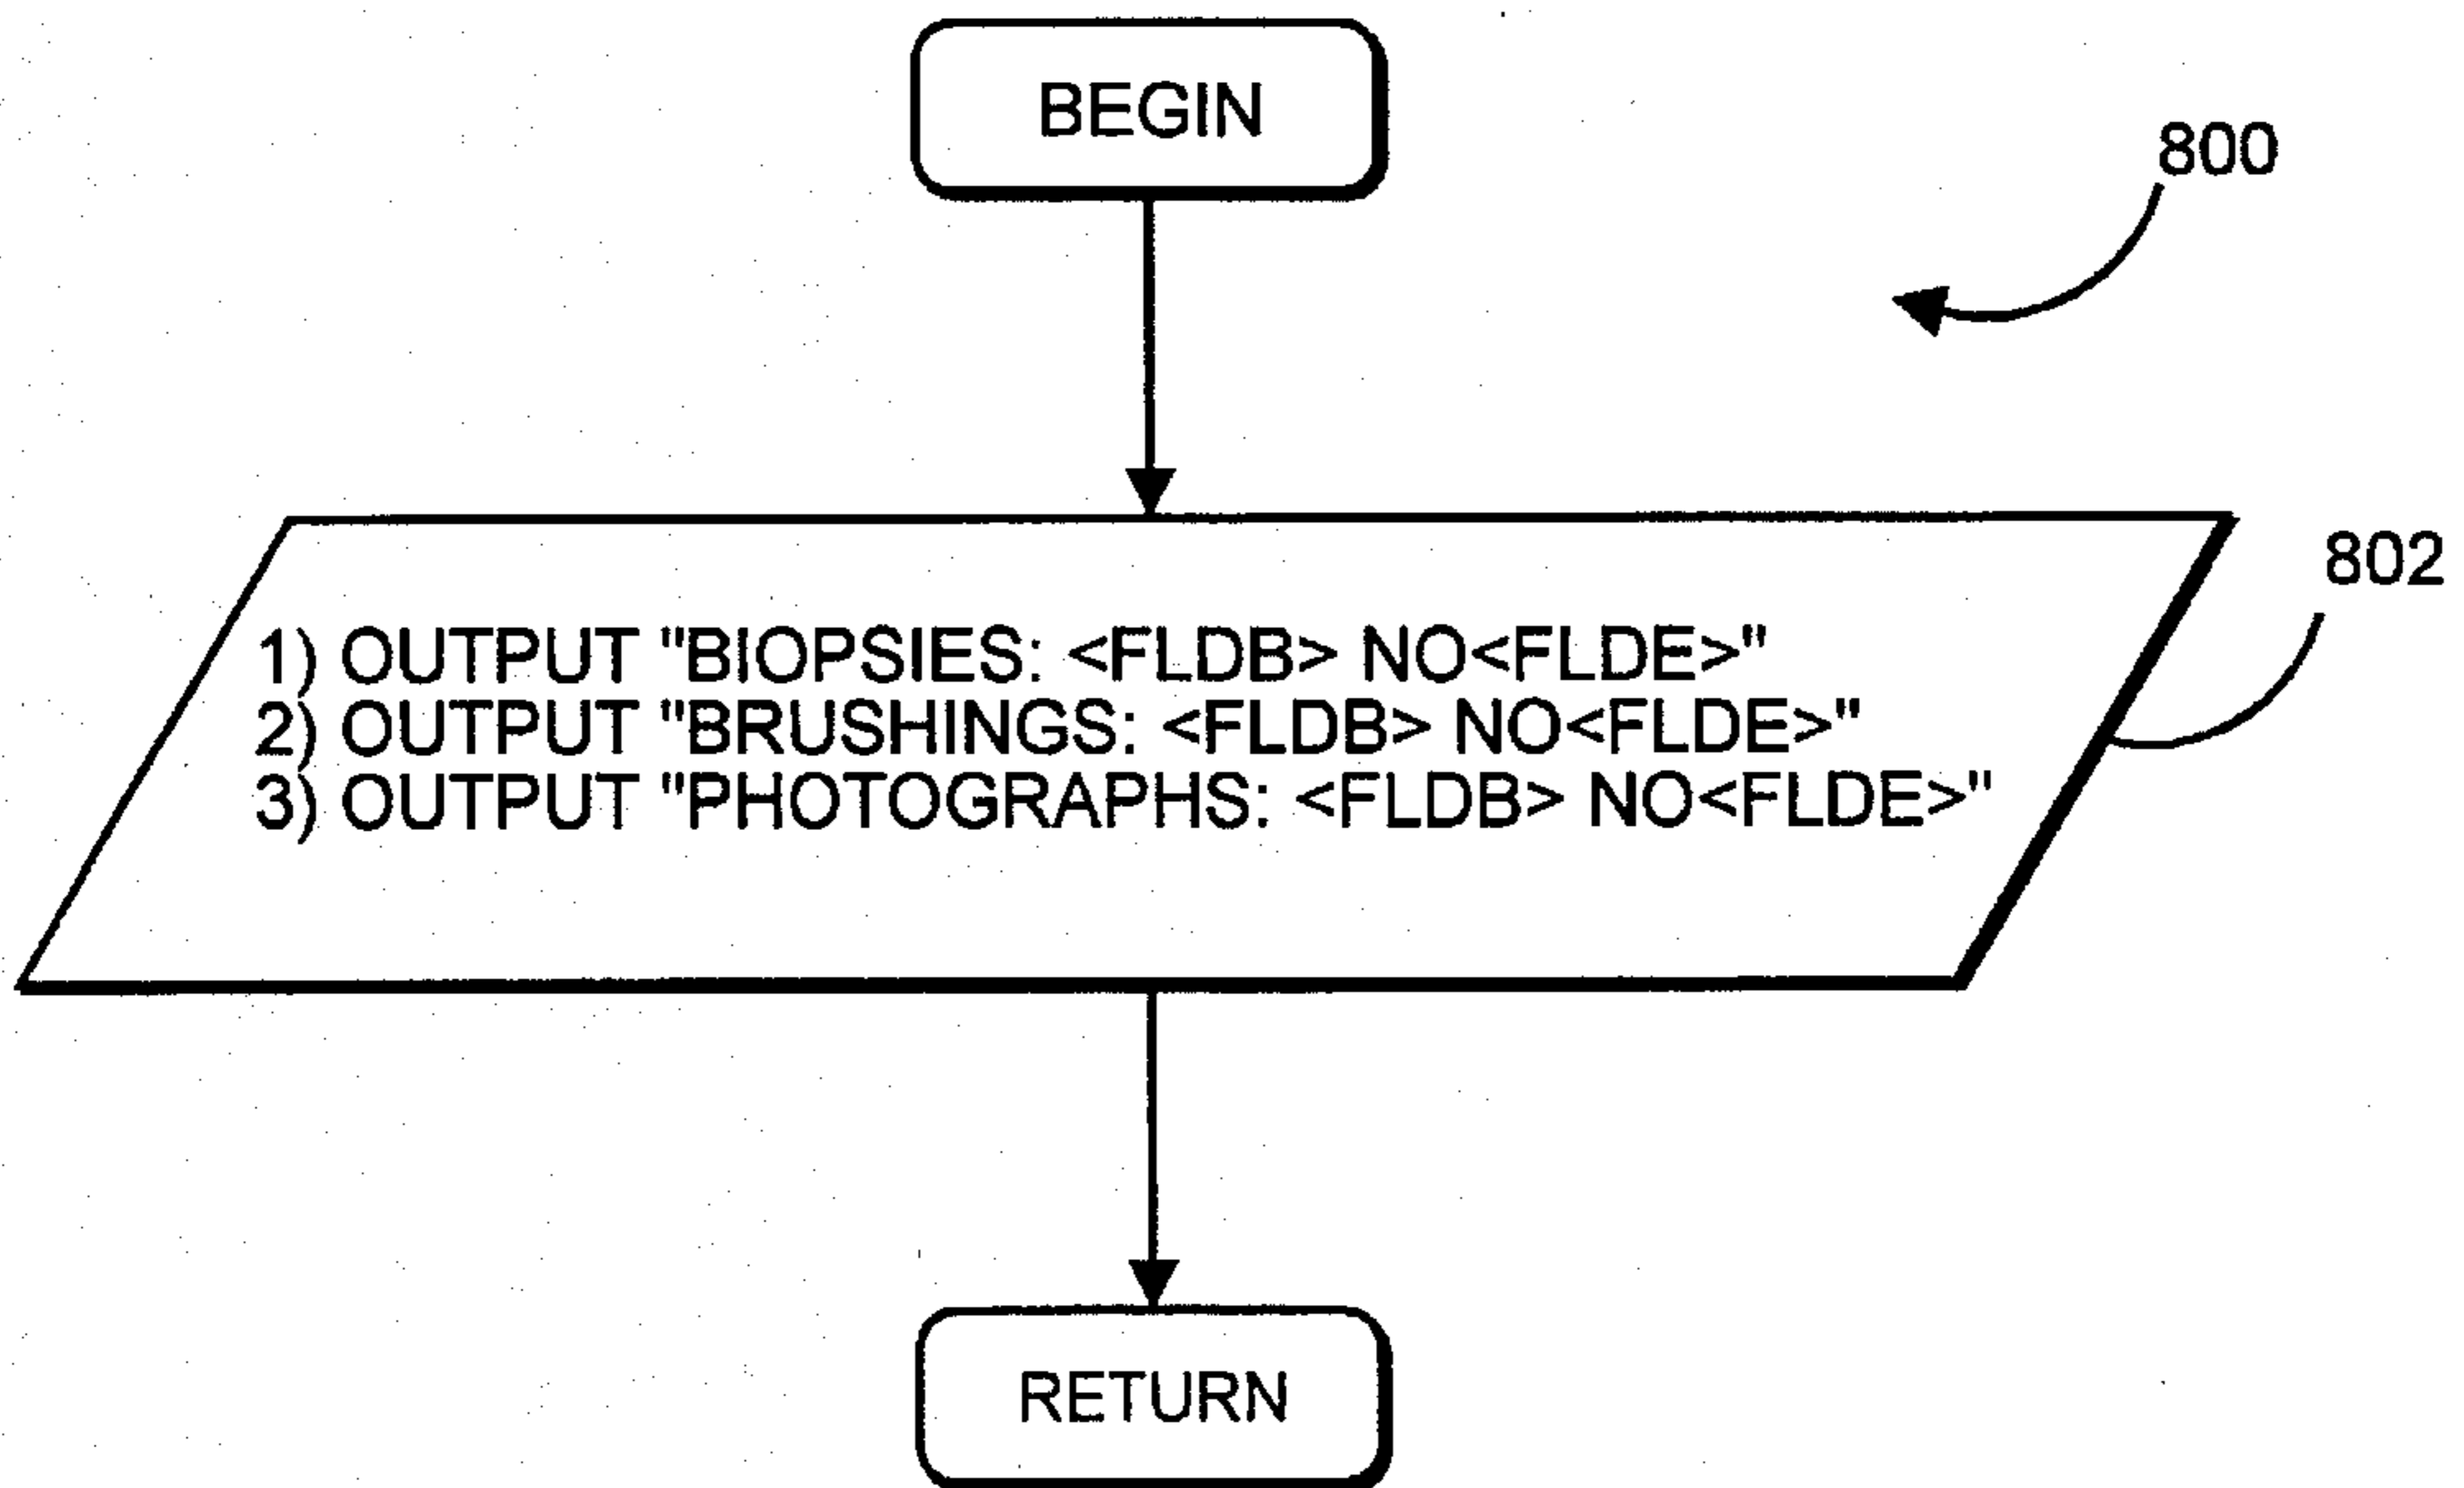 BEGIN
800
802
1) OUTPUT "BIOPSIES: <FLDB> NO<FLDE>"
2) OUTPUT "BRUSHINGS: <FLDB> NO<FLDE>"
3) OUTPUT "PHOTOGRAPHS: <FLDB> NO<FLDE>"
RETURN